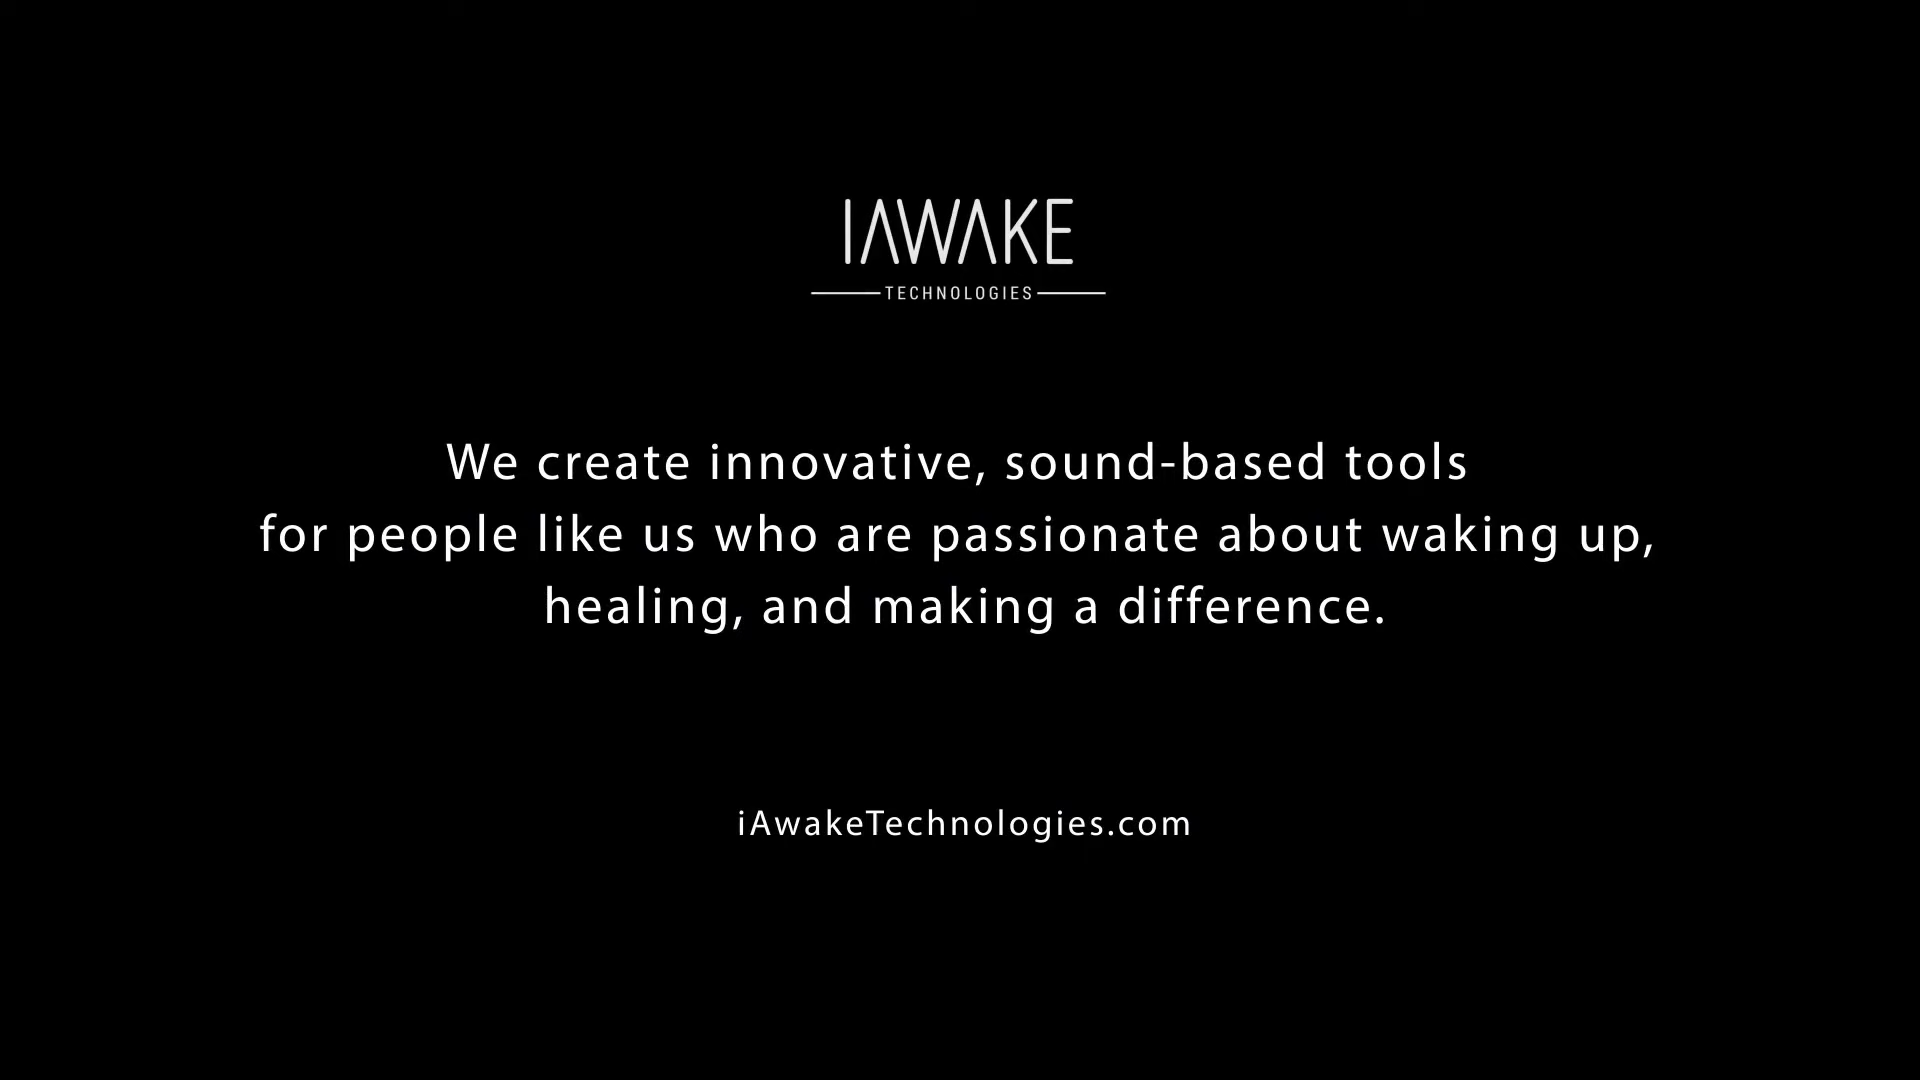 IAWAKE
TECHNOLOGIES
We create innovative, sound-based tools
for people like us who are passionate about waking up,
healing, and making a difference.
iAwakeTechnologies.com